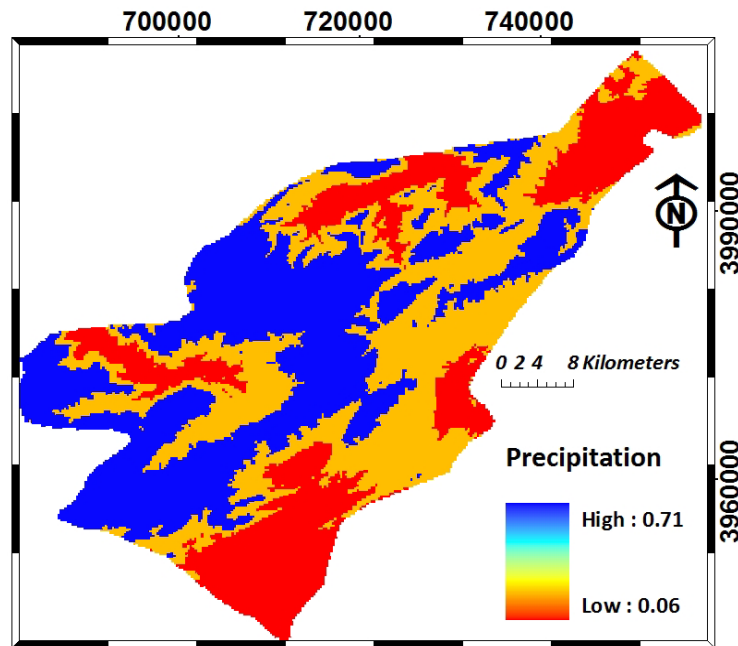 700000 720000 740000
N
3990000
0 2 4 8 Kilometers
Precipitation
3960000
High : 0.71
Low : 0.06